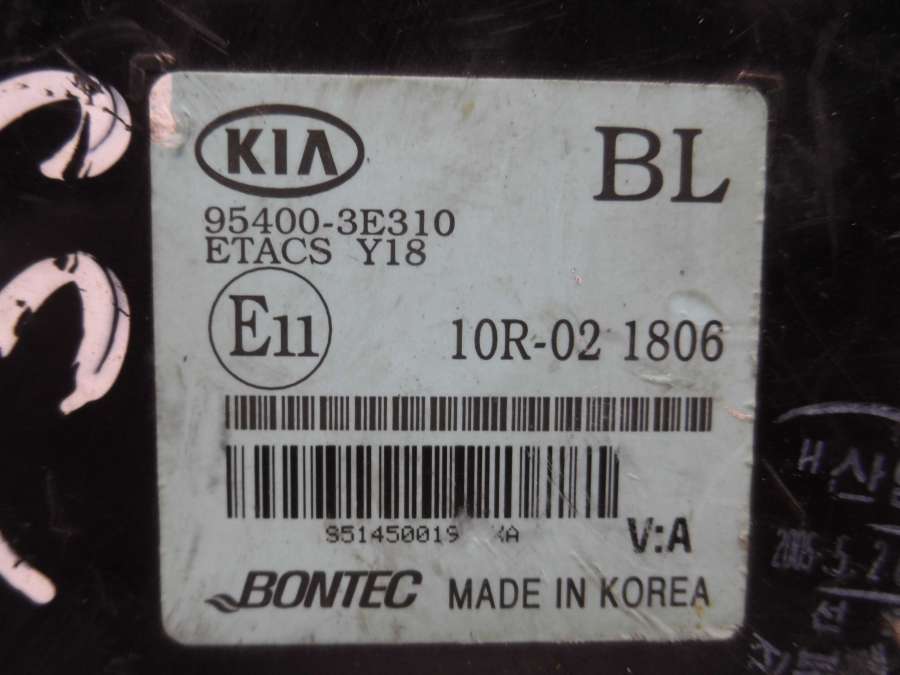 KIA
BL
95400-3E310
ETACS Y18
E11
10R-02 1806
V:A
BONTEC MADE IN KOREA